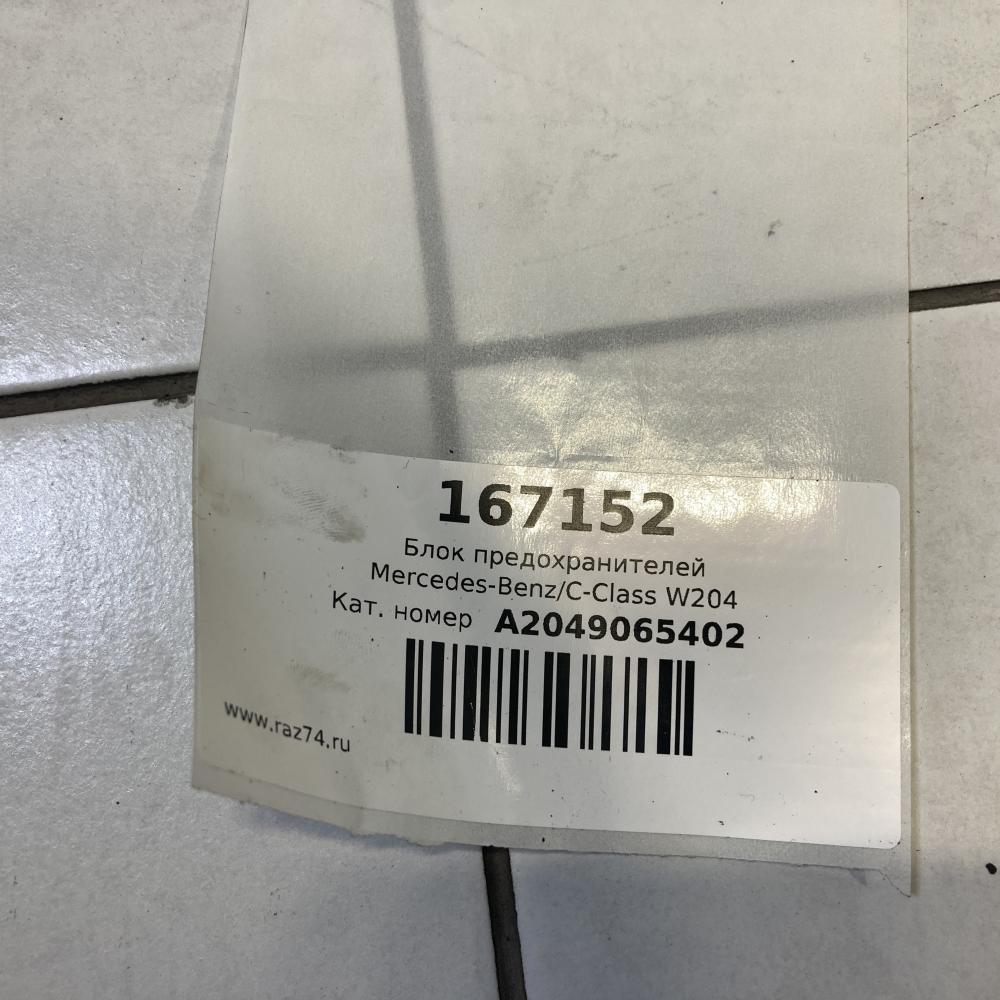 167152
Блок предохранителей
Mercedes-Benz/C-Class W204
Кат. номер A2049065402
www.raz74.ru